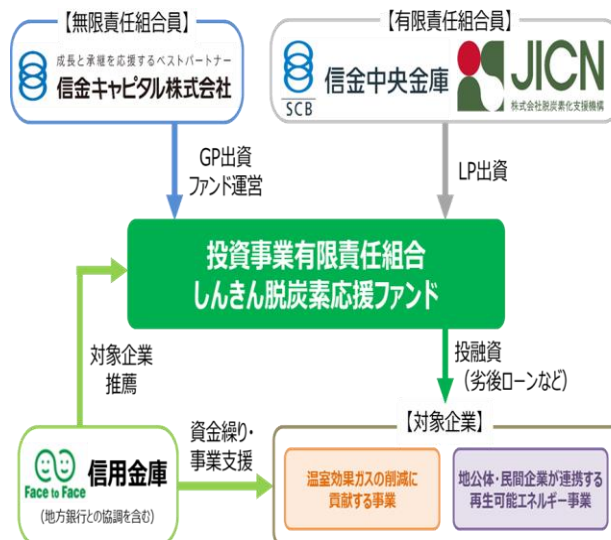 【無限責任組合員】
成長と承継を応援するベストパートナー
信金キャピタル株式会社
【有限責任組合員】
SCB
信金中央金庫
JICN
株式会社脱炭素化支援機構
GP出資
ファンド運営
LP出資
投資事業有限責任組合
しんきん脱炭素応援ファンド
対象企業
推薦
投融資
（劣後ローンなど）
Face to Face
信用金庫
(地方銀行との協調を含む)
資金繰り・
事業支援
【対象企業】
温室効果ガスの削減に
貢献する事業
地公体・民間企業が連携する
再生可能エネルギー事業